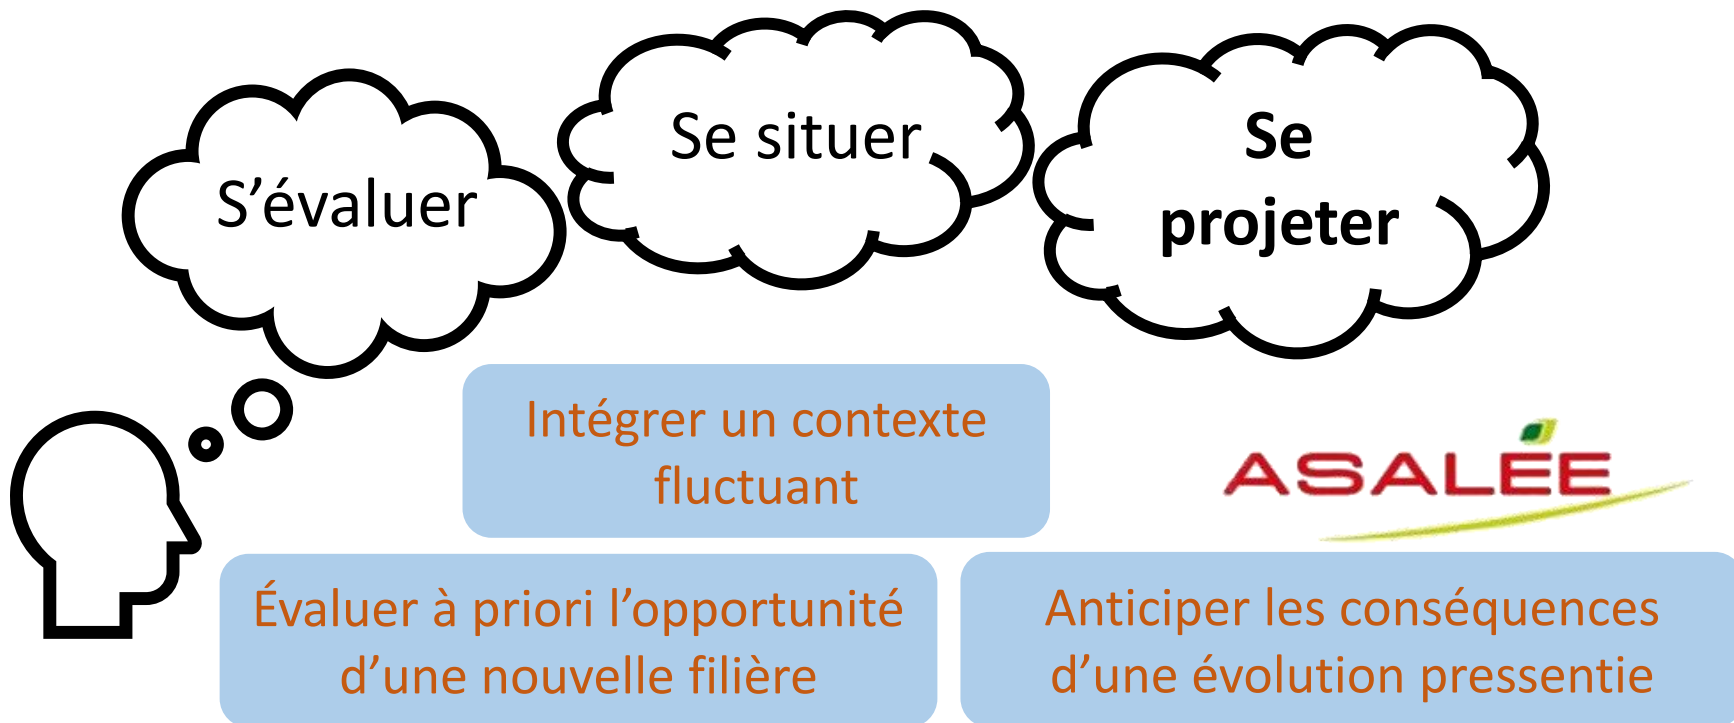 S’évaluer
Se situer
Se
projeter
Intégrer un contexte
fluctuant
ASALÉE
Évaluer à priori l’opportunité
d’une nouvelle filière
Anticiper les conséquences
d’une évolution pressentie